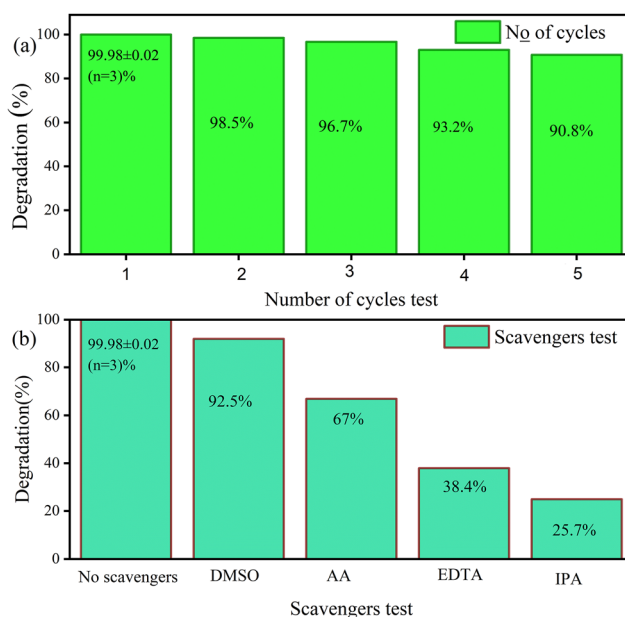 (a)
Degradation (%)
100
80
60
40
20
0
No̲ of cycles
99.98±0.02
(n=3)%
98.5%
96.7%
93.2%
90.8%
1
2
3
4
5
Number of cycles test
(b)
Degradation(%)
100
80
60
40
20
0
Scavengers test
99.98±0.02
(n=3)%
92.5%
67%
38.4%
25.7%
No scavengers
DMSO
AA
EDTA
IPA
Scavengers test